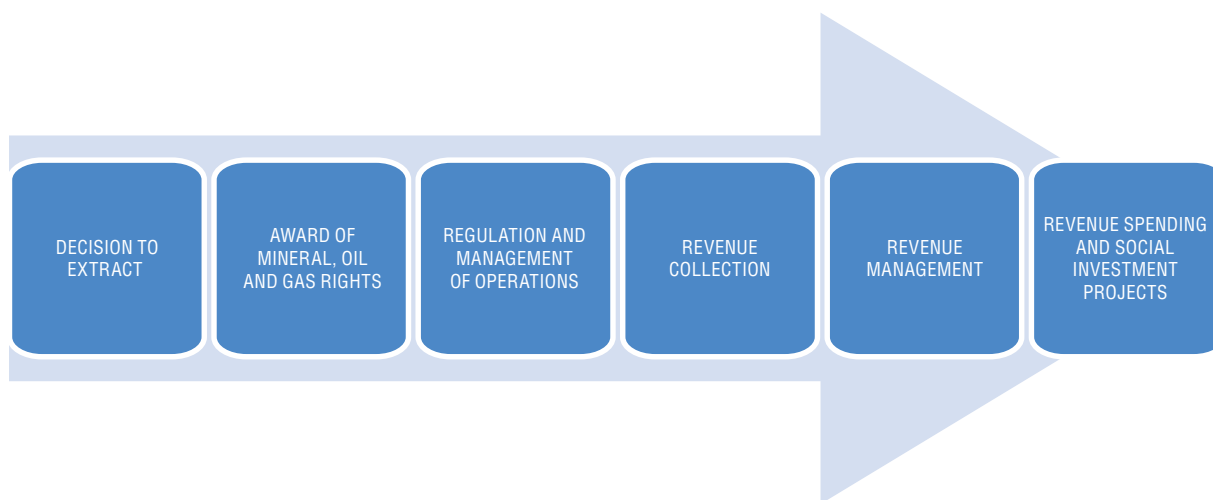 DECISION TO
EXTRACT
AWARD OF
MINERAL, OIL
AND GAS RIGHTS
REGULATION AND
MANAGEMENT
OF OPERATIONS
REVENUE
COLLECTION
REVENUE
MANAGEMENT
REVENUE SPENDING
AND SOCIAL
INVESTMENT
PROJECTS